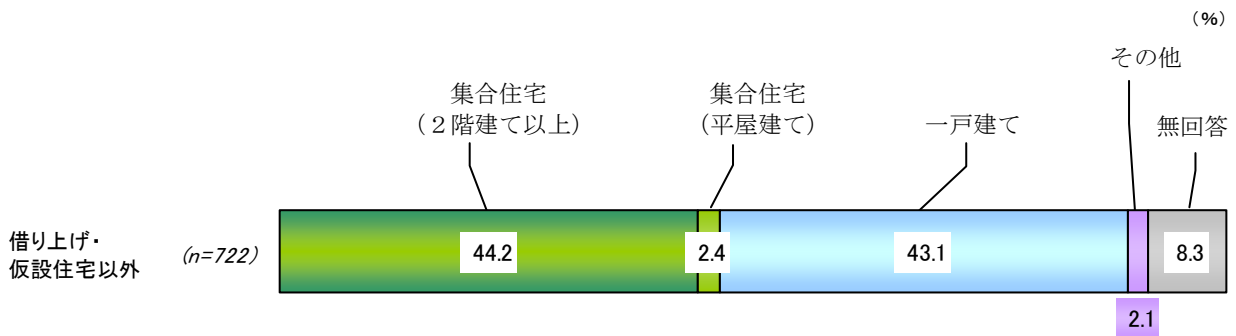 (%)
その他
集合住宅
（２階建て以上）
集合住宅
（平屋建て）
一戸建て
無回答
借り上げ・
仮設住宅以外
(n=722)
44.2
2.4
43.1
8.3
2.1